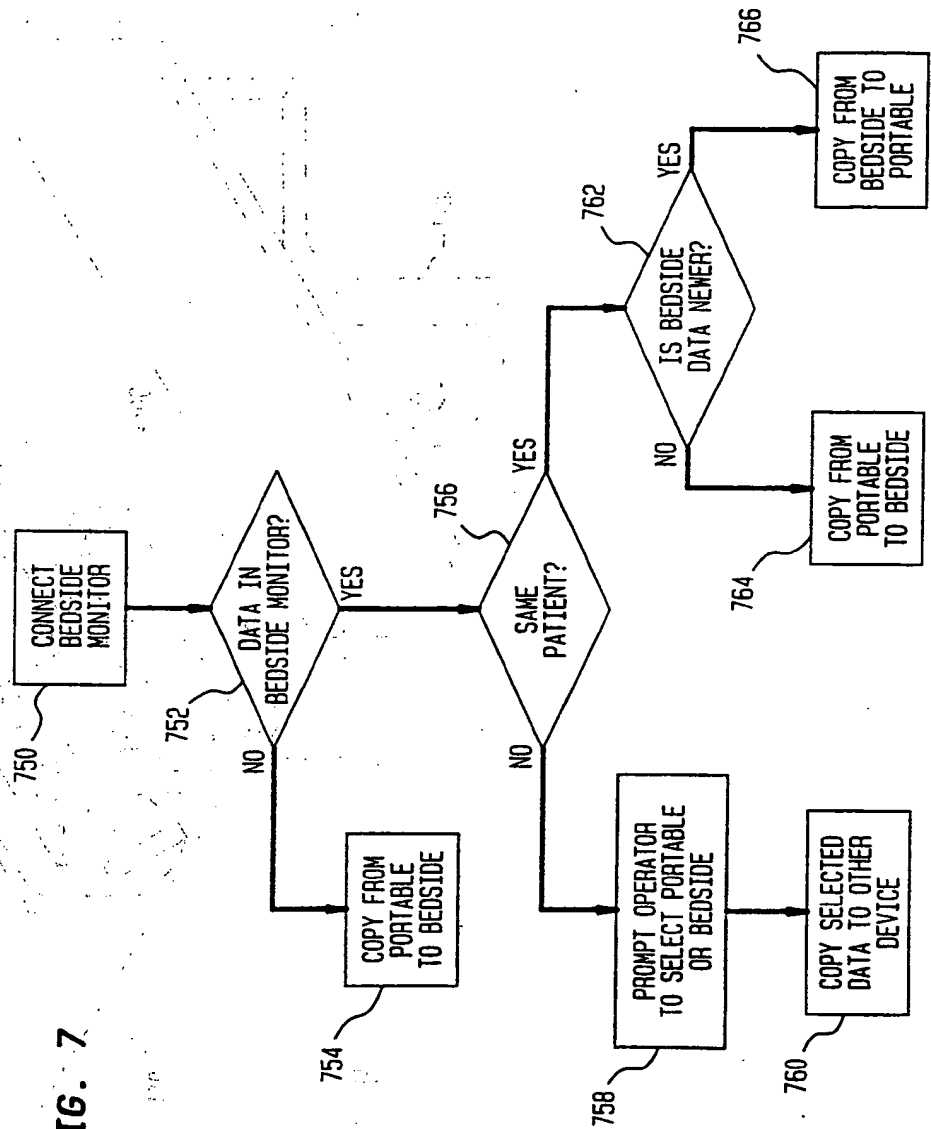 750
CONNECT
BEDSIDE
MONITOR
752
DATA IN
BEDSIDE MONITOR?
NO
YES
754
COPY FROM
PORTABLE
TO BEDSIDE
756
SAME
PATIENT?
NO
YES
758
PROMPT OPERATOR
TO SELECT PORTABLE
OR BEDSIDE
760
COPY SELECTED
DATA TO OTHER
DEVICE
762
IS BEDSIDE
DATA NEWER?
NO
YES
764
COPY FROM
PORTABLE
TO BEDSIDE
766
COPY FROM
BEDSIDE TO
PORTABLE
IG. 7